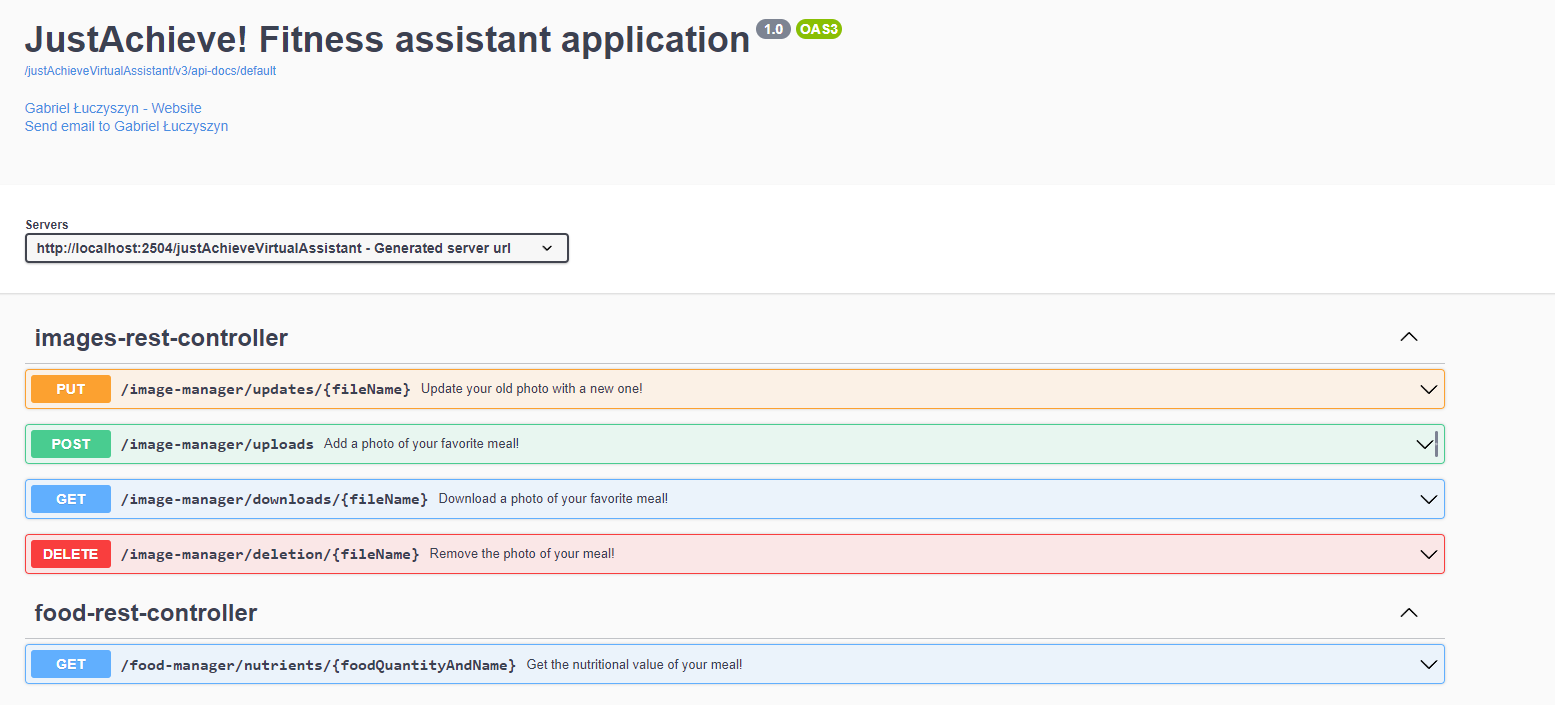 JustAchieve! Fitness assistant application 1.0 OAS3
/justAchieveVirtualAssistant/v3/api-docs/default
Gabriel Łuczyszyn - Website
Send email to Gabriel Łuczyszyn
Servers
http://localhost:2504/justAchieveVirtualAssistant - Generated server url
images-rest-controller
PUT /image-manager/updates/{fileName} Update your old photo with a new one!
POST /image-manager/uploads Add a photo of your favorite meal!
GET /image-manager/downloads/{fileName} Download a photo of your favorite meal!
DELETE /image-manager/deletion/{fileName} Remove the photo of your meal!
food-rest-controller
GET /food-manager/nutrients/{foodQuantityAndName} Get the nutritional value of your meal!